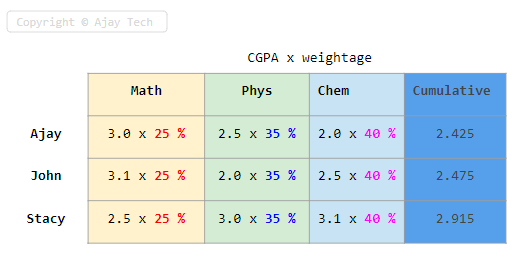 Copyright © Ajay Tech
CGPA x weightage
Math Phys Chem Cumulative
Ajay 3.0 x 25 % 2.5 x 35 % 2.0 x 40 % 2.425
John 3.1 x 25 % 2.0 x 35 % 2.5 x 40 % 2.475
Stacy 2.5 x 25 % 3.0 x 35 % 3.1 x 40 % 2.915